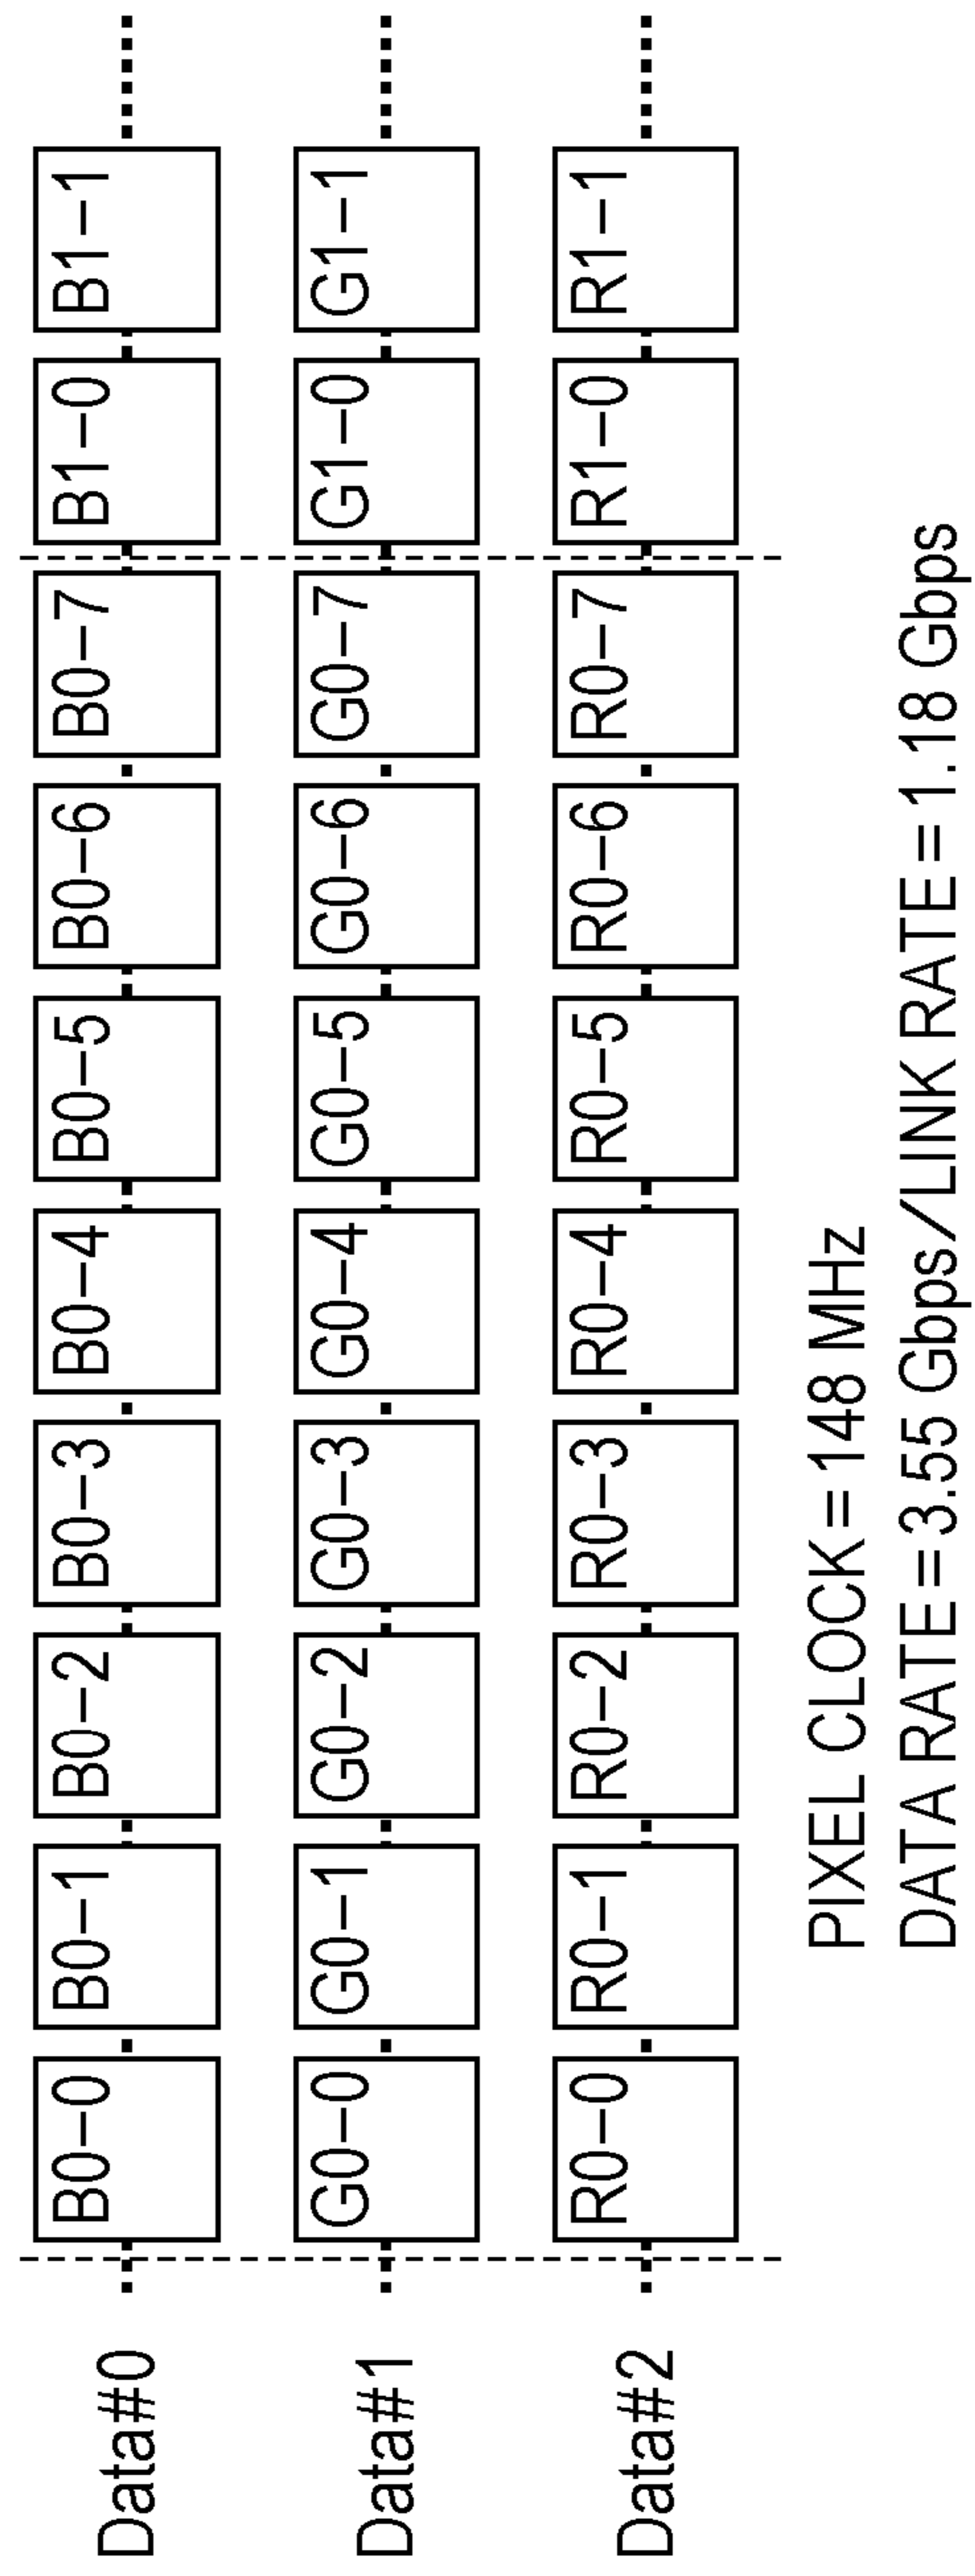 Data#0 B0-0 B0-1 B0-2 B0-3 B0-4 B0-5 B0-6 B0-7 B1-0 B1-1
Data#1 G0-0 G0-1 G0-2 G0-3 G0-4 G0-5 G0-6 G0-7 G1-0 G1-1
Data#2 R0-0 R0-1 R0-2 R0-3 R0-4 R0-5 R0-6 R0-7 R1-0 R1-1
PIXEL CLOCK = 148 MHz
DATA RATE = 3.55 Gbps/LINK RATE = 1.18 Gbps